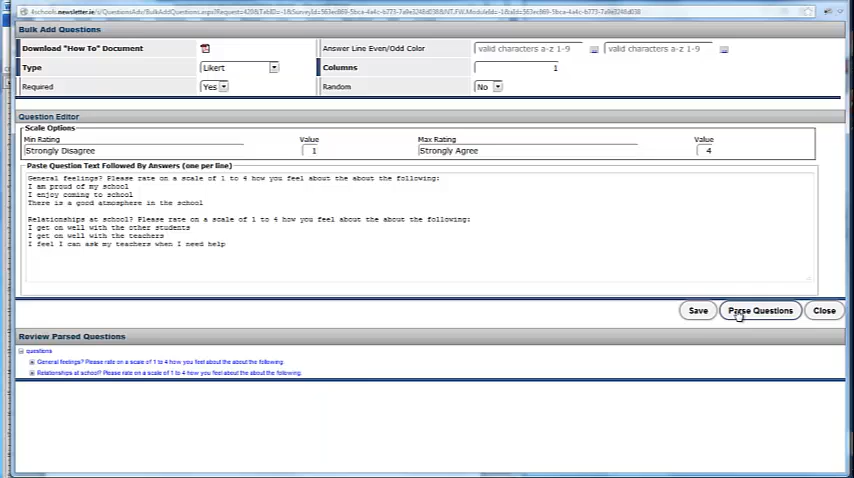 Bulk Add Questions
Download "How To" Document
Answer Line Even/Odd Color
valid characters a-z 1-9
valid characters a-z 1-9
Type
Likert
Columns
1
Required
Yes
Random
No
Question Editor
Scale Options
Min Rating
Value
Max Rating
Value
Strongly Disagree
1
Strongly Agree
4
Paste Question Text Followed By Answers (one per line)
General feelings? Please rate on a scale of 1 to 4 how you feel about the about the following:
I am proud of my school
I enjoy coming to school
There is a good atmosphere in the school
Relationships at school? Please rate on a scale of 1 to 4 how you feel about the about the following:
I get on well with the other students
I get on well with the teachers
I feel I can ask my teachers when I need help
Save
Parse Questions
Close
Review Parsed Questions
questions
General feelings? Please rate on a scale of 1 to 4 how you feel about the about the following:
Relationships at school? Please rate on a scale of 1 to 4 how you feel about the about the following: